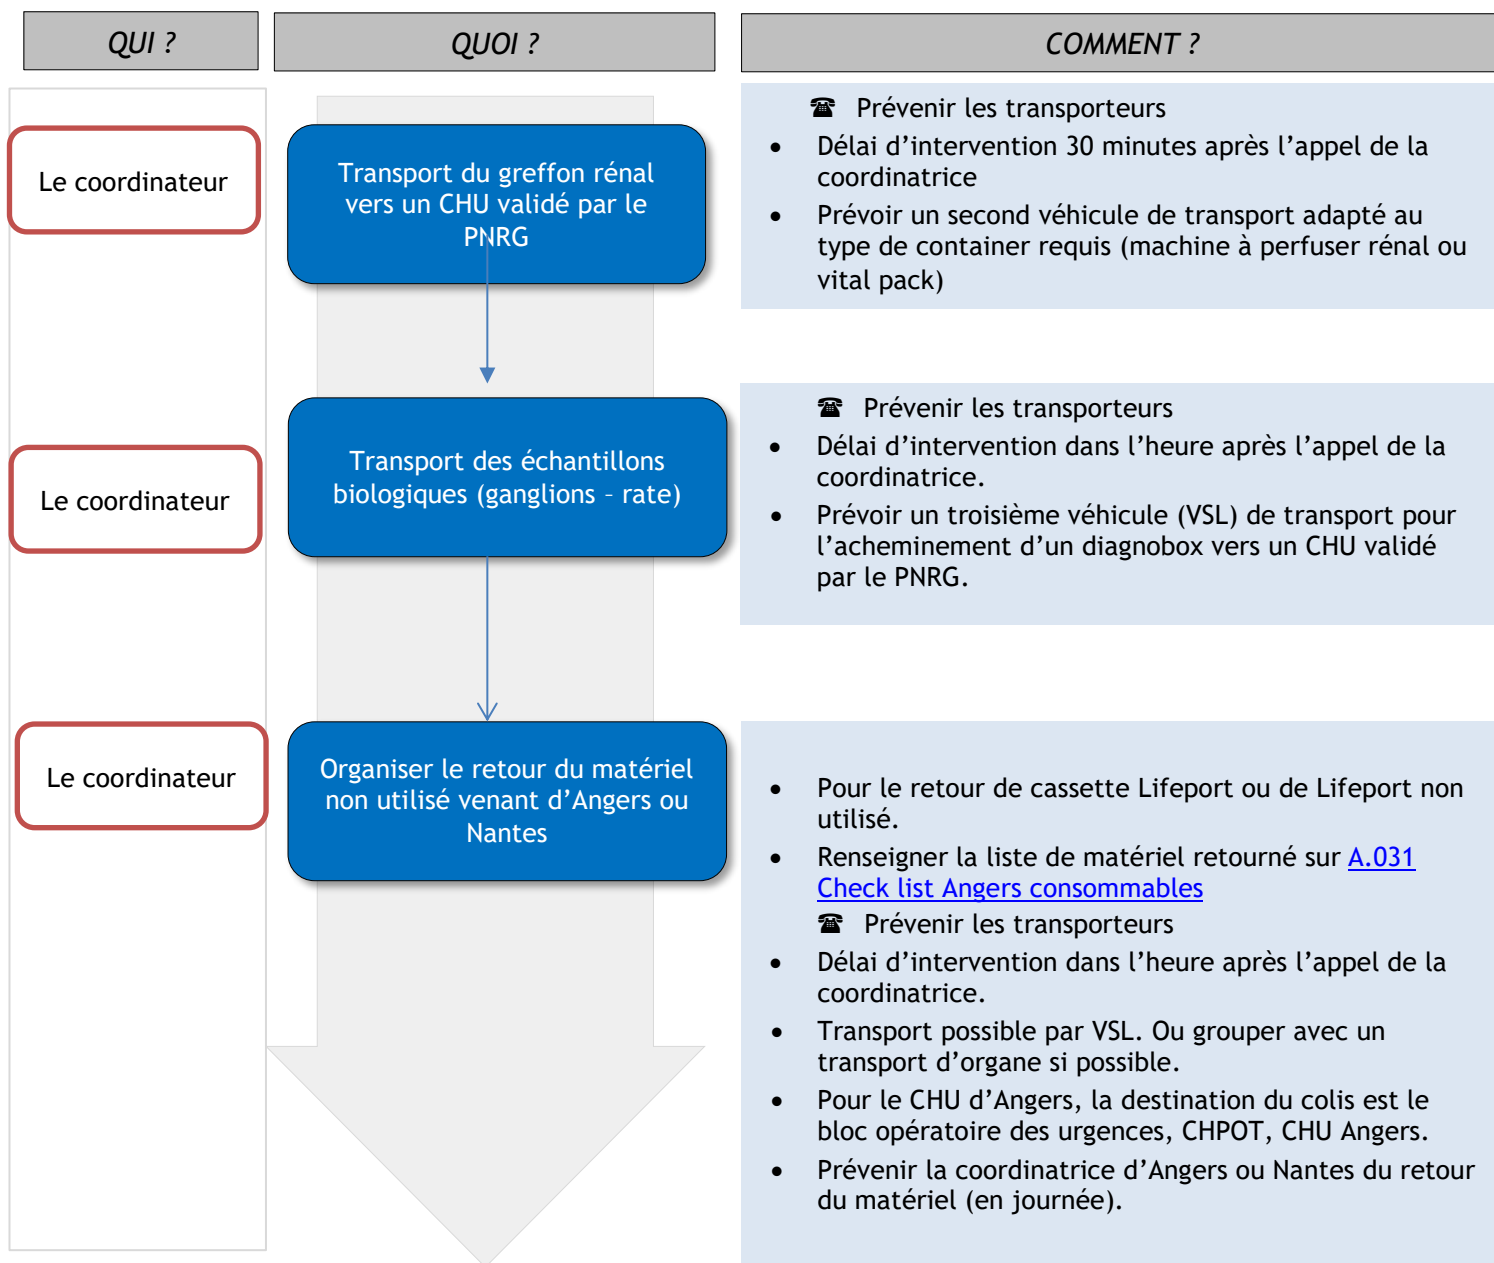 QUI ?
QUOI ?
COMMENT ?
Le coordinateur
Transport du greffon rénal
vers un CHU validé par le
PNRG
☎ Prévenir les transporteurs
• Délai d’intervention 30 minutes après l’appel de la
coordinatrice
• Prévoir un second véhicule de transport adapté au
type de container requis (machine à perfuser rénal ou
vital pack)
Le coordinateur
Transport des échantillons
biologiques (ganglions – rate)
☎ Prévenir les transporteurs
• Délai d’intervention dans l’heure après l’appel de la
coordinatrice.
• Prévoir un troisième véhicule (VSL) de transport pour
l’acheminement d’un diagnobox vers un CHU validé
par le PNRG.
Le coordinateur
Organiser le retour du matériel
non utilisé venant d’Angers ou
Nantes
• Pour le retour de cassette Lifeport ou de Lifeport non
utilisé.
• Renseigner la liste de matériel retourné sur A.031
Check list Angers consommables
☎ Prévenir les transporteurs
• Délai d’intervention dans l’heure après l’appel de la
coordinatrice.
• Transport possible par VSL. Ou grouper avec un
transport d’organe si possible.
• Pour le CHU d’Angers, la destination du colis est le
bloc opératoire des urgences, CHPOT, CHU Angers.
• Prévenir la coordinatrice d’Angers ou Nantes du retour
du matériel (en journée).